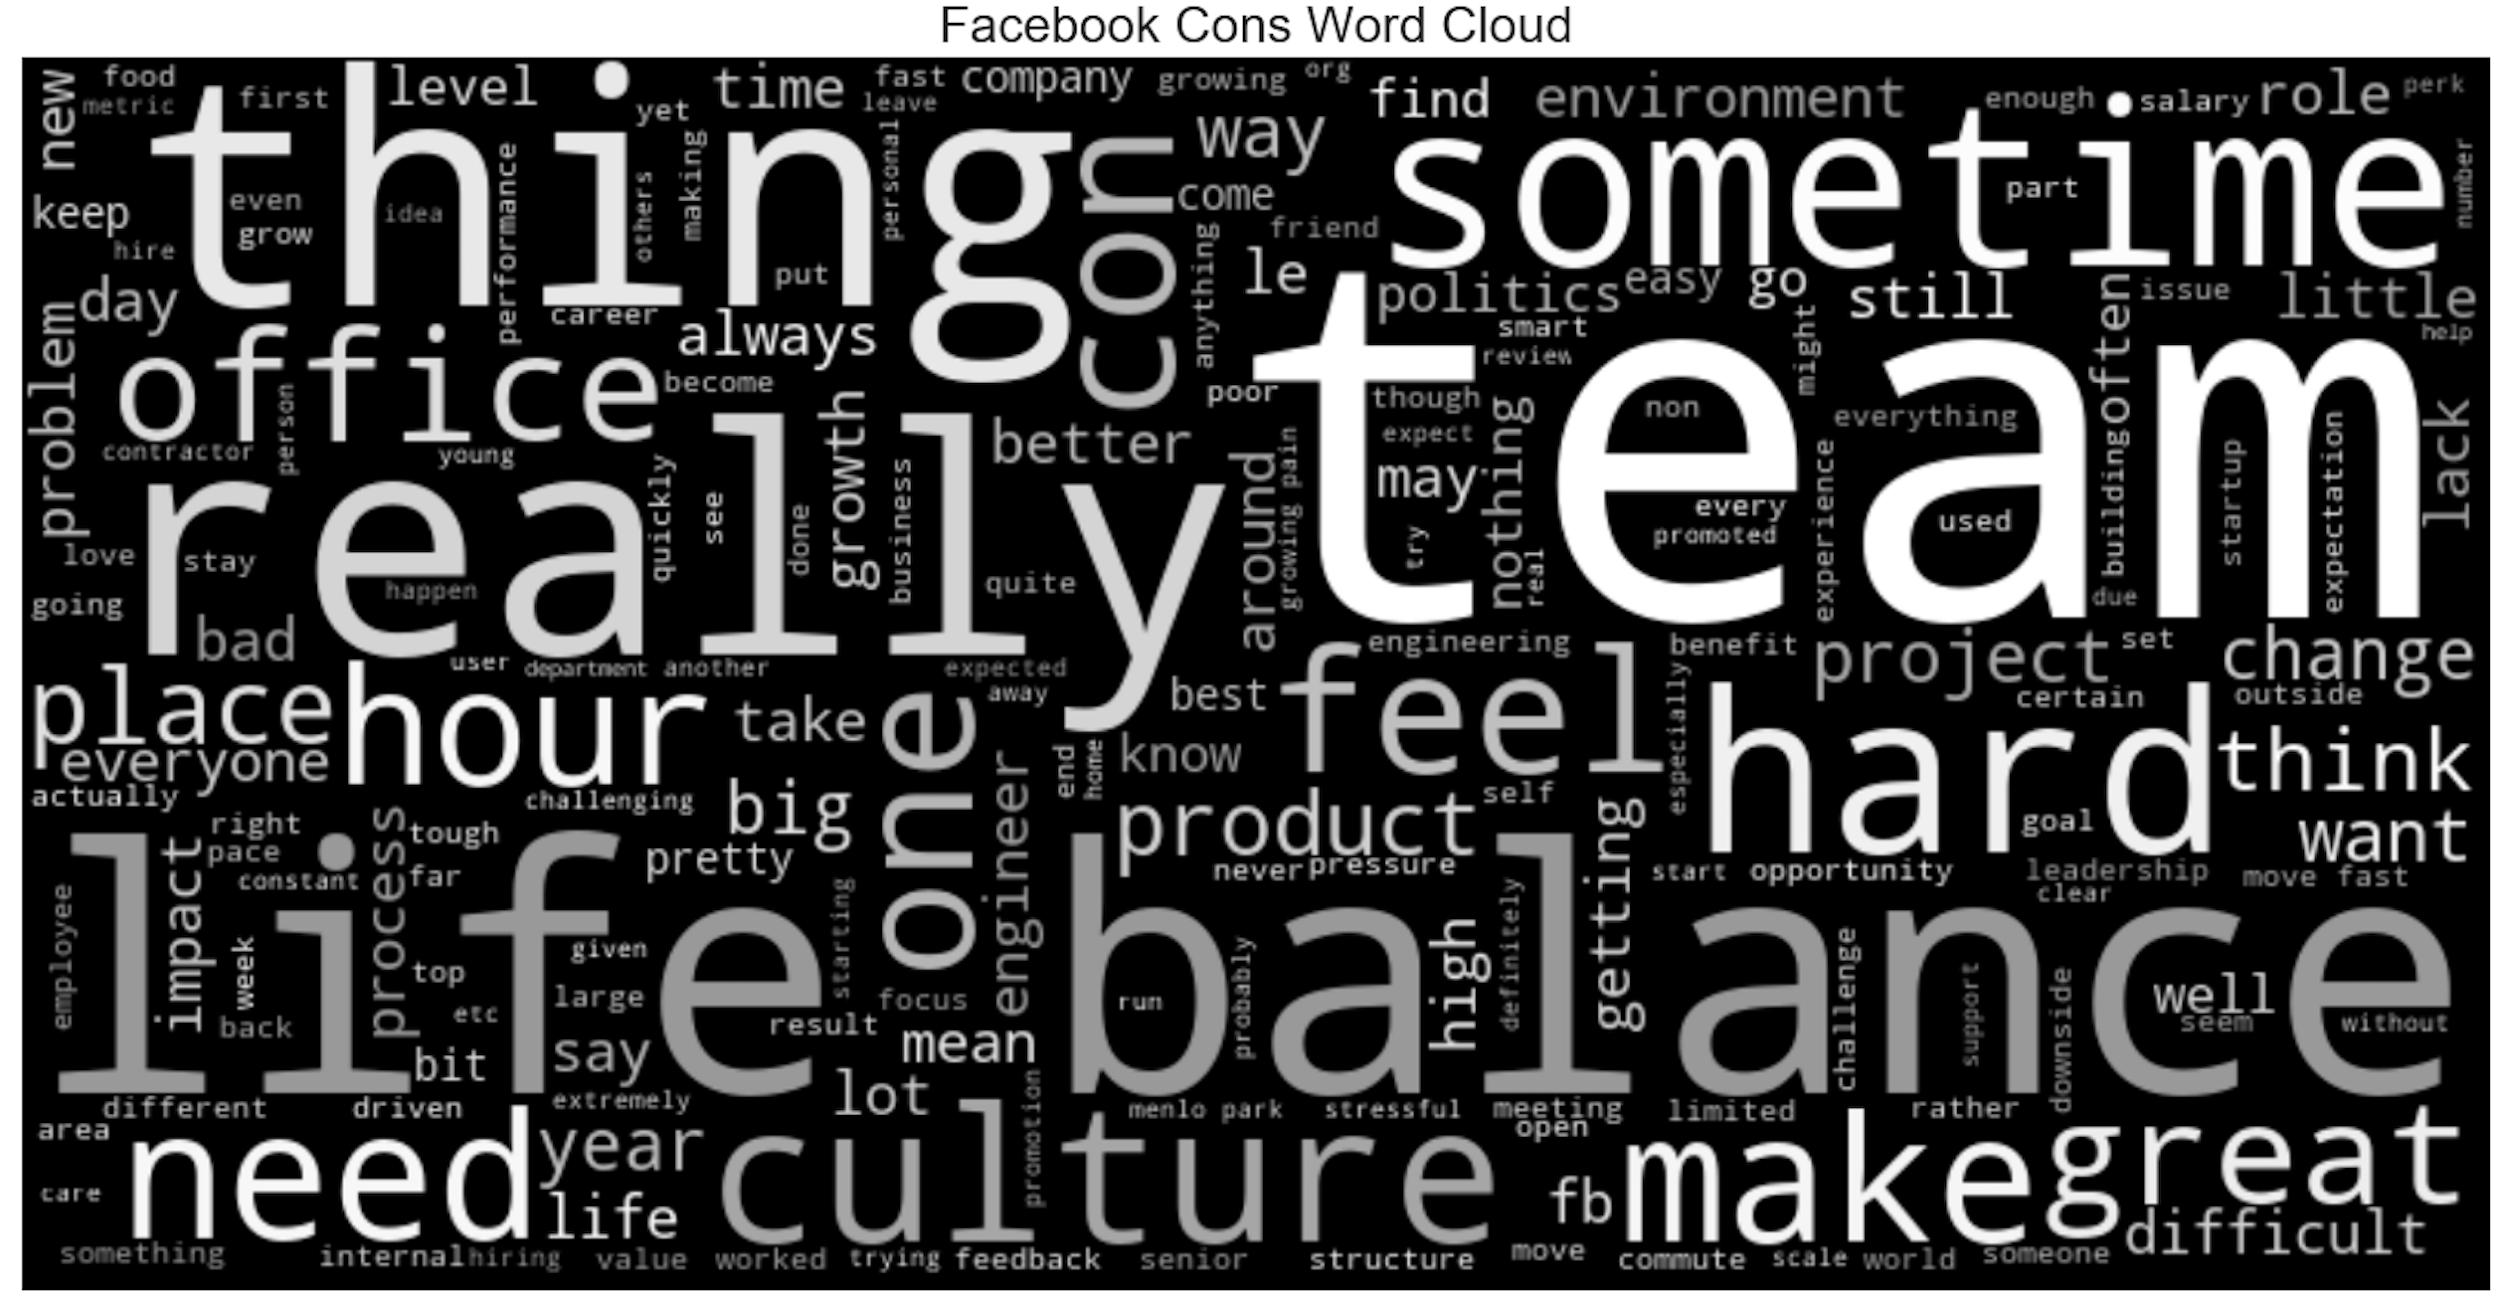 Facebook Cons Word Cloud
food
metric
new
first
level
yet
time
fast
leave
company
growing
org
find
environment
enough
salary
role
perk
thing
con
way
come
sometime
part
number
keep
even
grow
hire
idea
performance
others
making
put
personal
friend
anything
le
day
career
always
politics
easy
go
still
often
issue
little
help
problem
office
become
poor
team
smart
review
might
contractor
person
young
though
expect
non
everything
lack
really
growth
better
around
growing pain
may
nothing
every
promoted
used
experience
building
startup
expectation
love
stay
going
happen
quickly
see
done
business
quite
try
real
due
bad
user
department
another
expected
away
engineering
benefit
project
set
change
place
hour
take
one
best
feel
especially
certain
outside
everyone
actually
challenging
big
know
end
home
engineer
product
self
hard
think
goal
want
right
pace
constant
process
tough
far
pretty
never
pressure
getting
start
opportunity
leadership
clear
move fast
life balance
employee
impact
week
back
top
etc
given
large
say
starting
result
focus
mean
run
probably
high
definitely
challenge
support
downside
well
seem
without
bit
different
driven
extremely
lot
promotion
menlo park
stressful
meeting
open
limited
rather
area
care
need
year
life
culture
fb
make
great
difficult
something
internal
hiring
value
worked
trying
feedback
senior
structure
move
commute
scale
world
someone